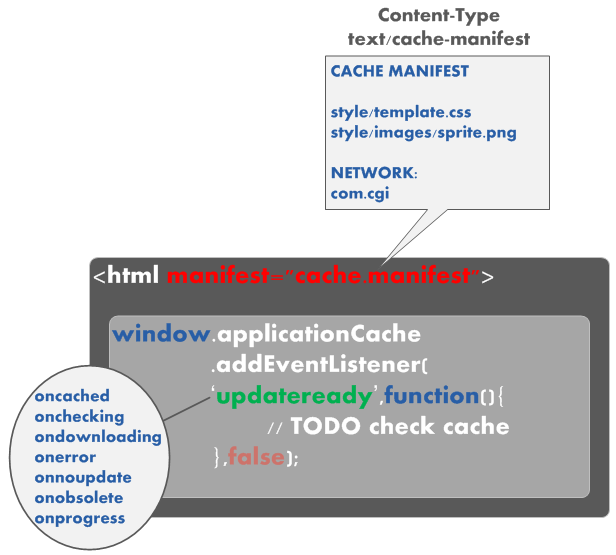 Content-Type
text/cache-manifest
CACHE MANIFEST
style/template.css
style/images/sprite.png
NETWORK:
com.cgi
<html manifest="cache.manifest">
window.applicationCache
.addEventListener(
‘updateready’,function(){
// TODO check cache
},false);
oncached
onchecking
ondownloading
onerror
onnoupdate
onobsolete
onprogress